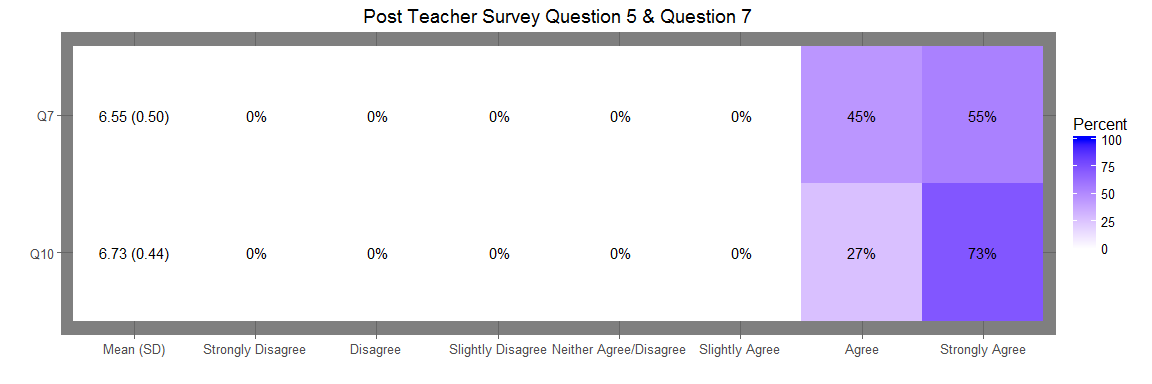 Post Teacher Survey Question 5 & Question 7
Q7 6.55 (0.50) 0% 0% 0% 0% 0% 45% 55%
Q10 6.73 (0.44) 0% 0% 0% 0% 0% 27% 73%
Mean (SD) Strongly Disagree Disagree Slightly Disagree Neither Agree/Disagree Slightly Agree Agree Strongly Agree
Percent
100
75
50
25
0